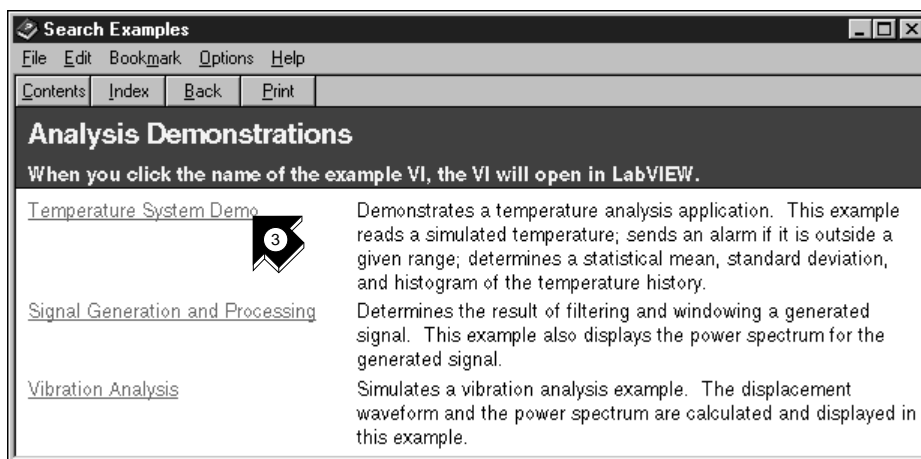 Search Examples
File Edit Bookmark Options Help
Contents Index Back Print
Analysis Demonstrations
When you click the name of the example VI, the VI will open in LabVIEW.
Temperature System Demo
3
Demonstrates a temperature analysis application. This example
reads a simulated temperature; sends an alarm if it is outside a
given range; determines a statistical mean, standard deviation,
and histogram of the temperature history.
Signal Generation and Processing
Determines the result of filtering and windowing a generated
signal. This example also displays the power spectrum for the
generated signal.
Vibration Analysis
Simulates a vibration analysis example. The displacement
waveform and the power spectrum are calculated and displayed in
this example.